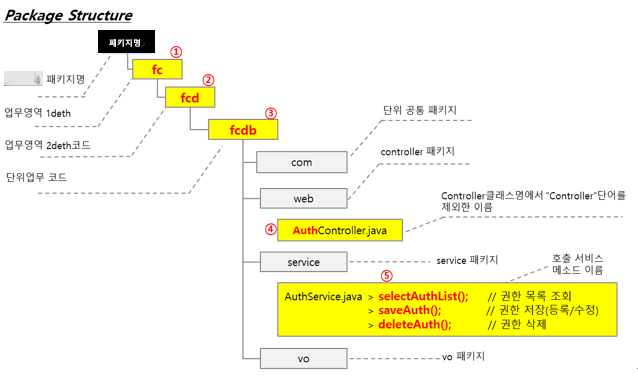 Package Structure
패키지명
①
fc
패키지명
②
fcd
업무영역 1deth
③
fcdb
단위 공통 패키지
업무영역 2deth코드
com
controller 패키지
단위업무 코드
web
Controller클래스명에서 "Controller"단어를
제외한 이름
④
AuthController.java
service
service 패키지
호출 서비스
메소드 이름
⑤
AuthService.java > selectAuthList(); // 권한 목록 조회
> saveAuth(); // 권한 저장(등록/수정)
> deleteAuth(); // 권한 삭제
vo
vo 패키지